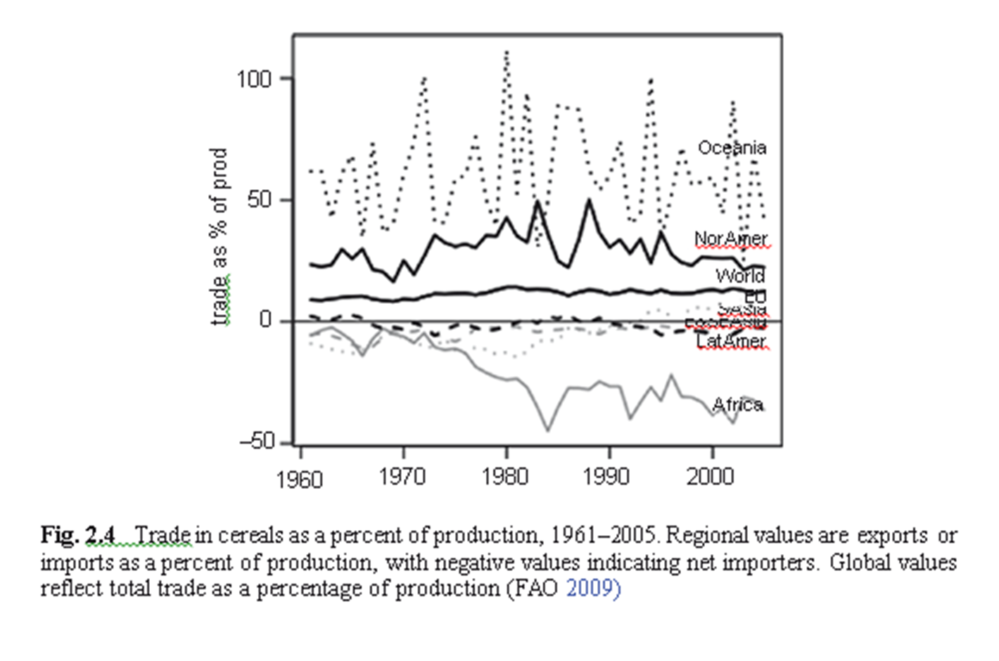 100
50
0
–50
trade as % of prod
Oceania
NorAmer
World
EU
SAsia
EastEAsia
LatAmer
Africa
1960 1970 1980 1990 2000
Fig. 2.4 Trade in cereals as a percent of production, 1961–2005. Regional values are exports or
imports as a percent of production, with negative values indicating net importers. Global values
reflect total trade as a percentage of production (FAO 2009)